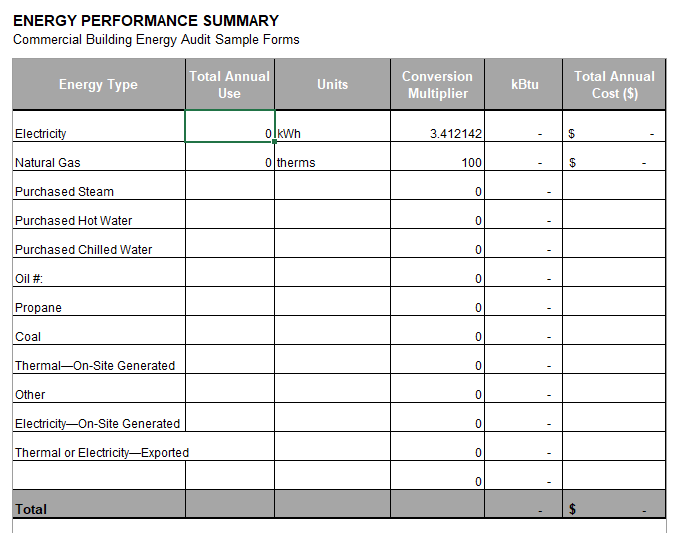 ENERGY PERFORMANCE SUMMARY
Commercial Building Energy Audit Sample Forms
Energy Type Total Annual Use Units Conversion Multiplier kBtu Total Annual Cost ($)
Electricity 0 kWh 3.412142 - $ -
Natural Gas 0 therms 100 - $ -
Purchased Steam 0 -
Purchased Hot Water 0 -
Purchased Chilled Water 0 -
Oil #: 0 -
Propane 0 -
Coal 0 -
Thermal—On-Site Generated 0 -
Other 0 -
Electricity—On-Site Generated 0 -
Thermal or Electricity—Exported 0 -
0 -
Total - $ -